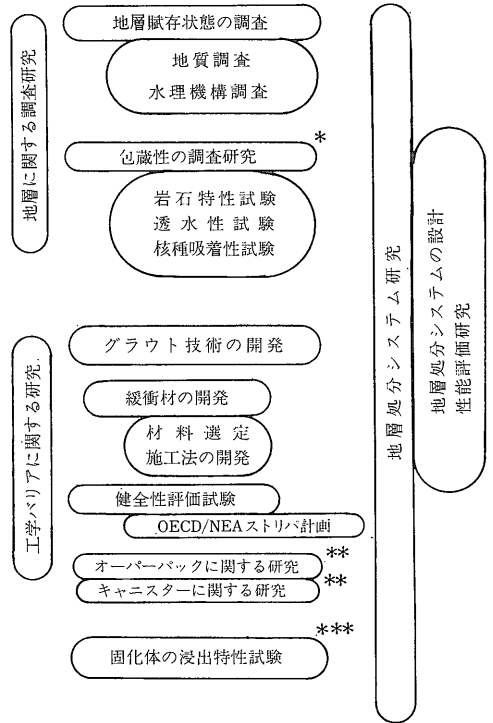 地層に関する調査研究
地層賦存状態の調査
地質調査
水理機構調査
包蔵性の調査研究*
岩石特性試験
透水性試験
核種吸着性試験
工学バリアに関する研究
グラウト技術の開発
緩衝材の開発
材料選定
施工法の開発
健全性評価試験
OECD/NEAストリパ計画
オーバーパックに関する研究**
キャニスターに関する研究**
固化体の浸出特性試験***
地層処分システム研究
地層処分システムの設計
性能評価研究